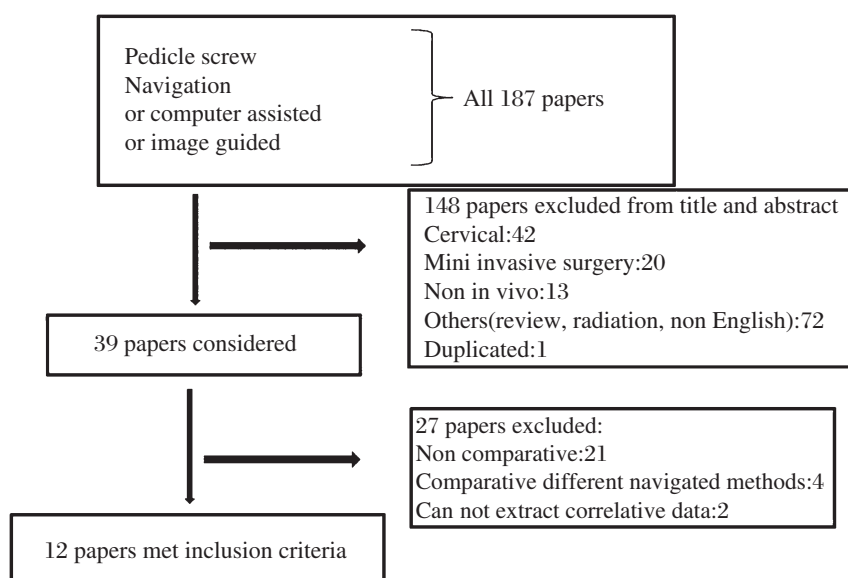 Pedicle screw
Navigation
or computer assisted
or image guided
All 187 papers
148 papers excluded from title and abstract
Cervical:42
Mini invasive surgery:20
Non in vivo:13
Others(review, radiation, non English):72
Duplicated:1
39 papers considered
27 papers excluded:
Non comparative:21
Comparative different navigated methods:4
Can not extract correlative data:2
12 papers met inclusion criteria